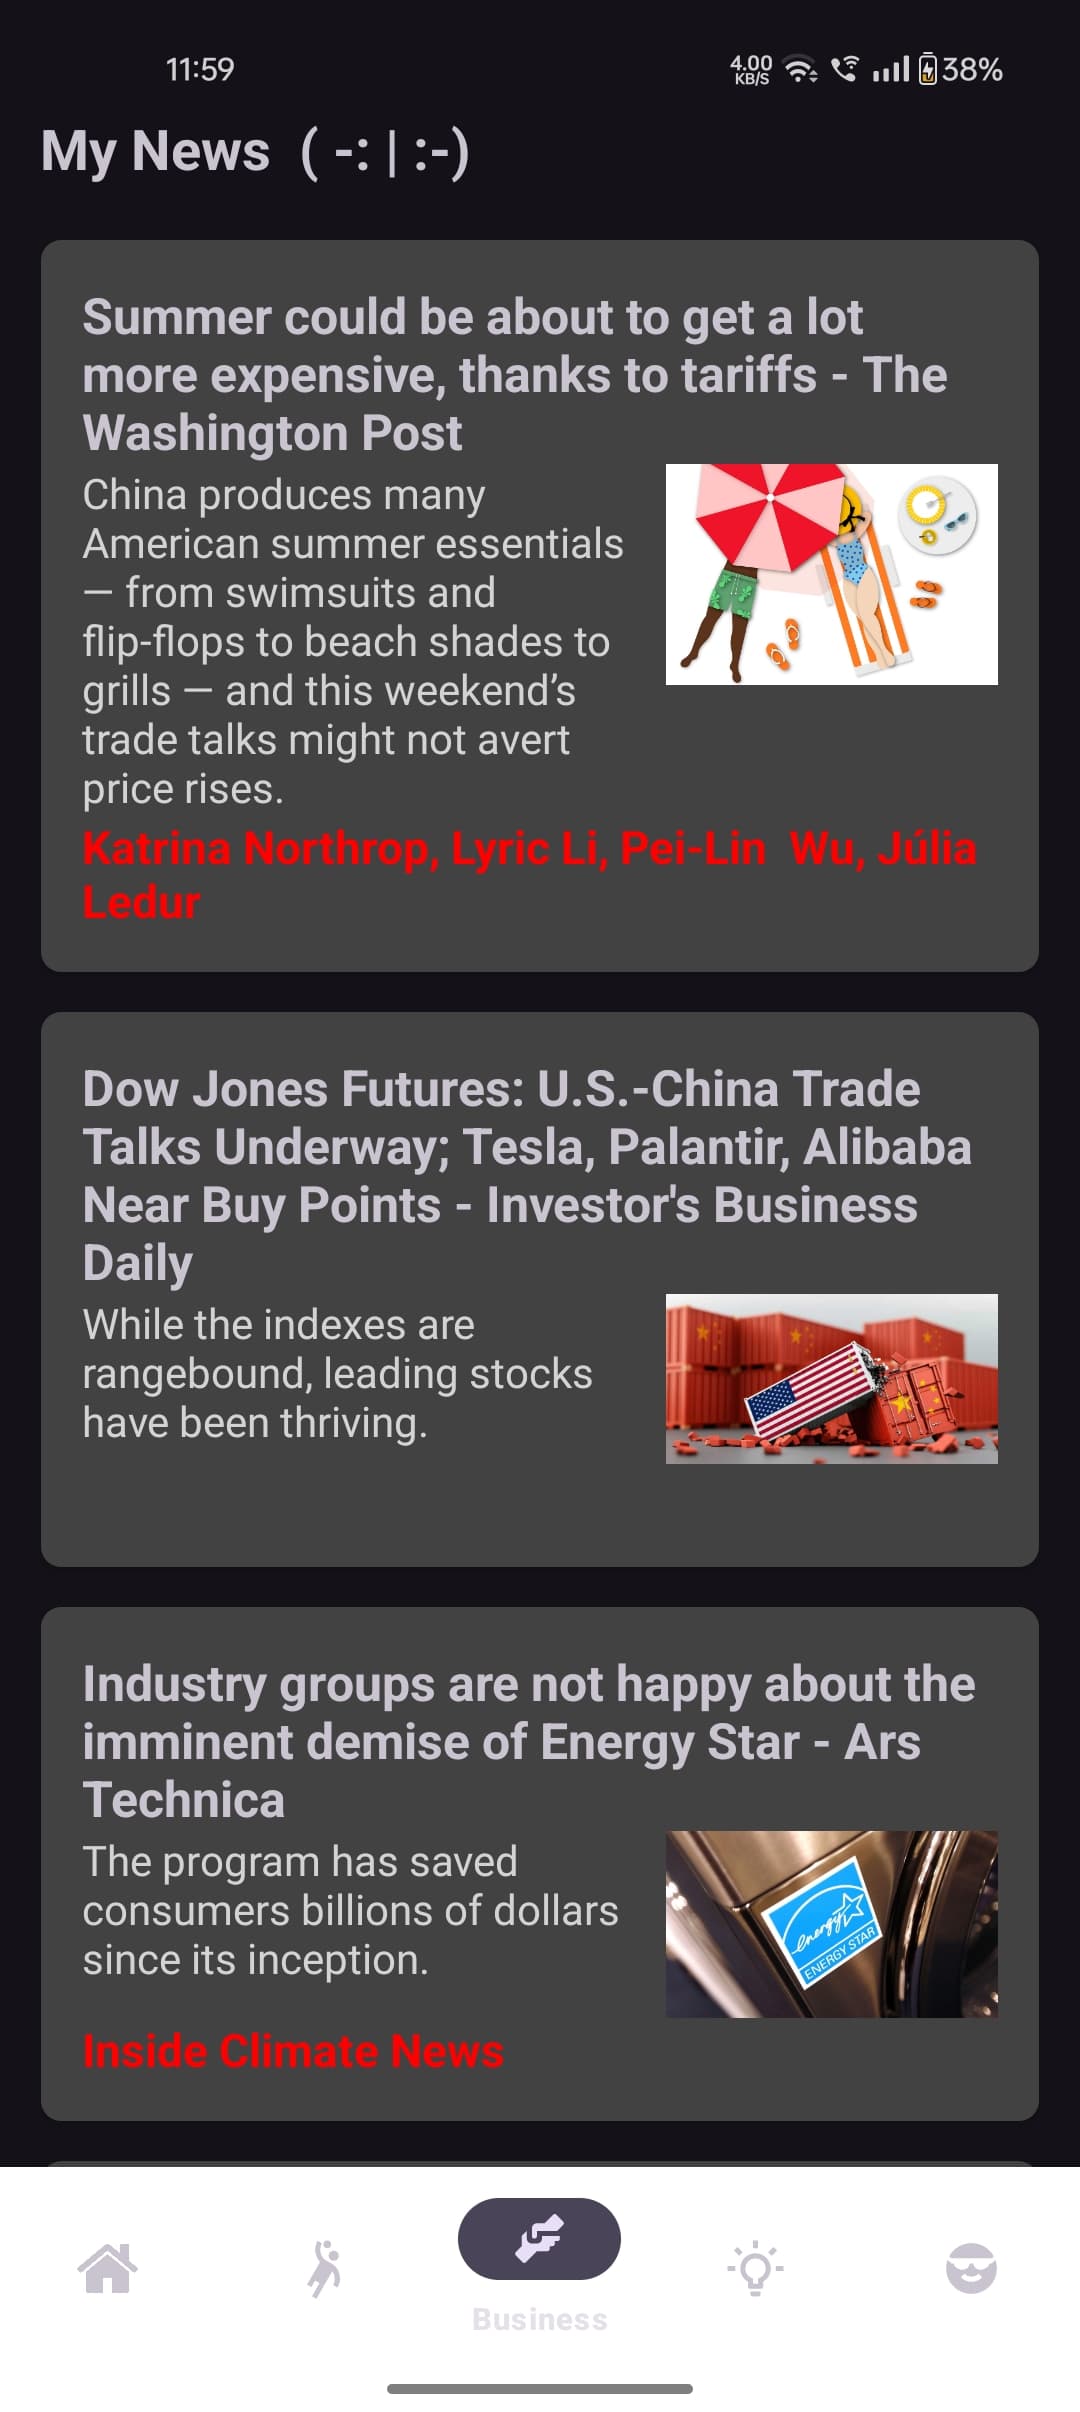 11:59
4.00
KB/S
38%
My News ( -: | :-)
Summer could be about to get a lot
more expensive, thanks to tariffs - The
Washington Post
China produces many
American summer essentials
— from swimsuits and
flip-flops to beach shades to
grills — and this weekend’s
trade talks might not avert
price rises.
Katrina Northrop, Lyric Li, Pei-Lin  Wu, Júlia
Ledur
Dow Jones Futures: U.S.-China Trade
Talks Underway; Tesla, Palantir, Alibaba
Near Buy Points - Investor's Business
Daily
While the indexes are
rangebound, leading stocks
have been thriving.
Industry groups are not happy about the
imminent demise of Energy Star - Ars
Technica
The program has saved
consumers billions of dollars
since its inception.
energy
ENERGY STAR
Inside Climate News
Business